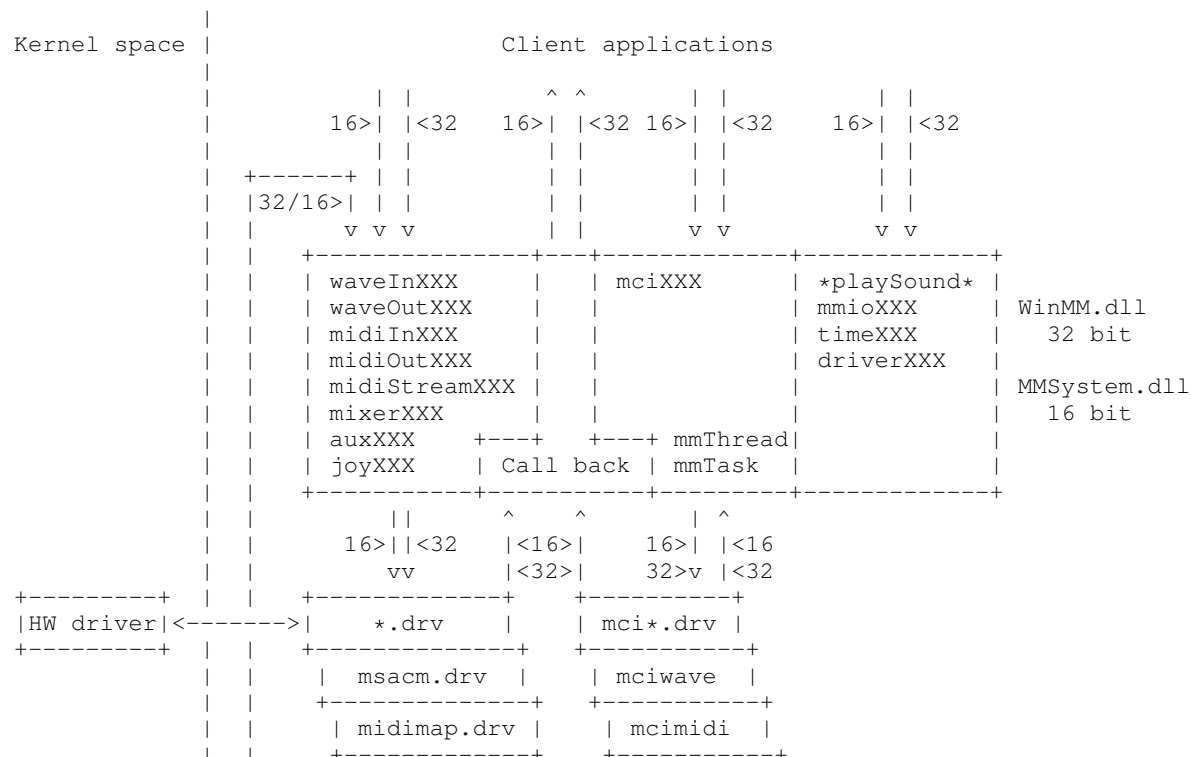 Kernel space | Client applications
16>| |<32 16>| |<32 16>| |<32 16>| |<32
|32/16>|
waveInXXX | | mciXXX | *playSound* |
waveOutXXX | | | mmioXXX | WinMM.dll
midiInXXX | | | timeXXX | 32 bit
midiOutXXX | | | driverXXX |
midiStreamXXX | | | | MMSystem.dll
mixerXXX | | | | 16 bit
auxXXX +---+ +---+ mmThread| |
joyXXX | Call back | mmTask | |
16>||<32 |<16>| 16>| |<16
vv |<32>| 32>v |<32
|HW driver|<------->| *.drv | | mci*.drv |
| msacm.drv | | mciwave |
| midimap.drv | | mcimidi |